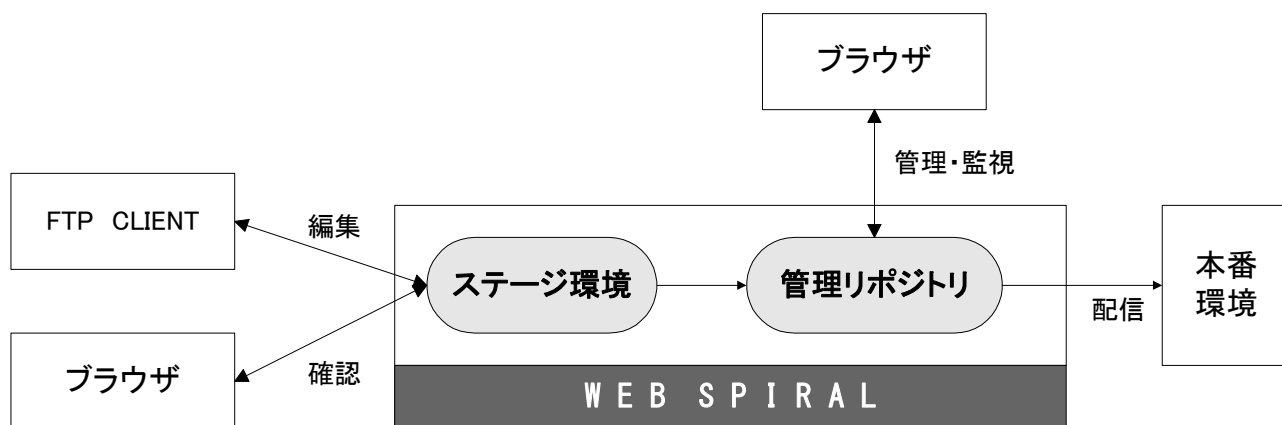 ブラウザ
管理・監視
FTP CLIENT
編集
ステージ環境
管理リポジトリ
本番
環境
配信
ブラウザ
確認
WEB SPIRAL